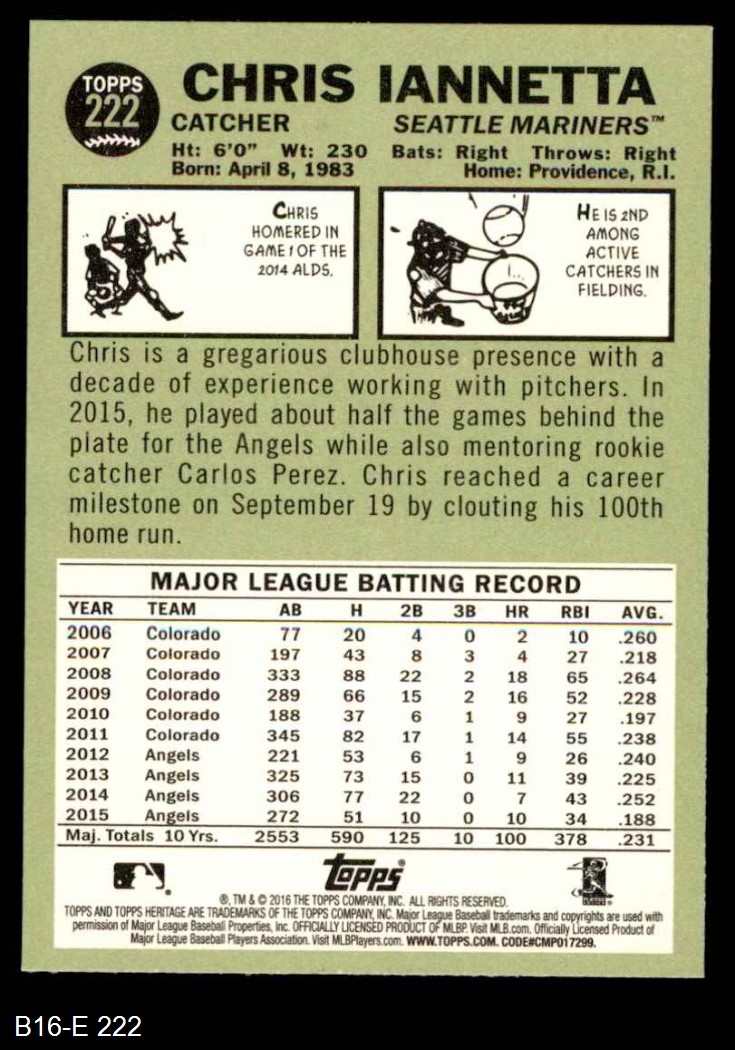 TOPPS
222
CHRIS IANNETTA
CATCHER SEATTLE MARINERS™
Ht: 6'0" Wt: 230 Bats: Right Throws: Right
Born: April 8, 1983 Home: Providence, R.I.
CHRIS
HOMERED IN
GAME 1 OF THE
2014 ALDS.
HE IS 2ND
AMONG
ACTIVE
CATCHERS IN
FIELDING.
Chris is a gregarious clubhouse presence with a
decade of experience working with pitchers. In
2015, he played about half the games behind the
plate for the Angels while also mentoring rookie
catcher Carlos Perez. Chris reached a career
milestone on September 19 by clouting his 100th
home run.
MAJOR LEAGUE BATTING RECORD
YEAR TEAM AB H 2B 3B HR RBI AVG.
2006 Colorado 77 20 4 0 2 10 .260
2007 Colorado 197 43 8 3 4 27 .218
2008 Colorado 333 88 22 2 18 65 .264
2009 Colorado 289 66 15 2 16 52 .228
2010 Colorado 188 37 6 1 9 27 .197
2011 Colorado 345 82 17 1 14 55 .238
2012 Angels 221 53 6 1 9 26 .240
2013 Angels 325 73 15 0 11 39 .225
2014 Angels 306 77 22 0 7 43 .252
2015 Angels 272 51 10 0 10 34 .188
Maj. Totals 10 Yrs. 2553 590 125 10 100 378 .231
topps®
®, TM & © 2016 THE TOPPS COMPANY, INC. ALL RIGHTS RESERVED.
TOPPS AND TOPPS HERITAGE ARE TRADEMARKS OF THE TOPPS COMPANY, INC. Major League Baseball trademarks and copyrights are used with
permission of Major League Baseball Properties, Inc. OFFICIALLY LICENSED PRODUCT OF MLBP. Visit MLB.com. Officially Licensed Product of
Major League Baseball Players Association. Visit MLBPlayers.com. WWW.TOPPS.COM. CODE#CMP017299.
B16-E 222